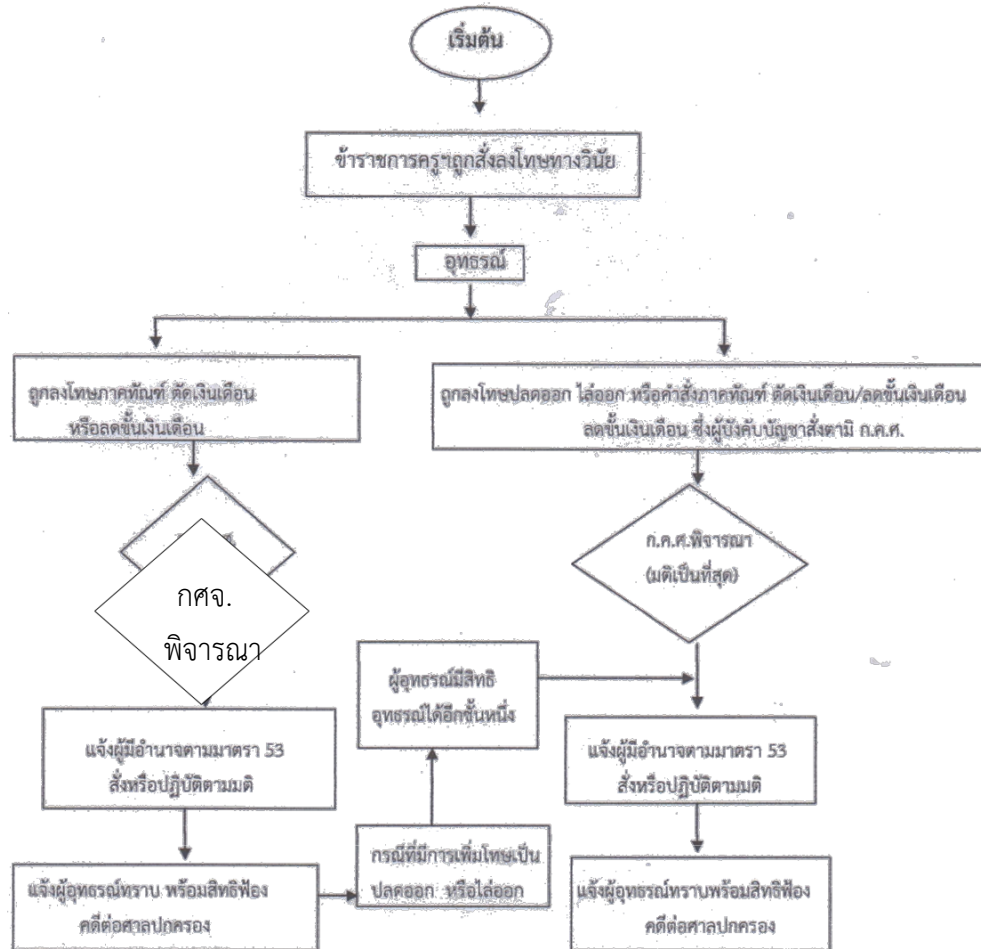 เริ่มต้น
ข้าราชการครูฯถูกสั่งลงโทษทางวินัย
อุทธรณ์
ถูกลงโทษภาคทัณฑ์ ตัดเงินเดือน
หรือลดขั้นเงินเดือน
ถูกลงโทษปลดออก ไล่ออก หรือคำสั่งภาคทัณฑ์ ตัดเงินเดือน/ลดขั้นเงินเดือน
ลดขั้นเงินเดือน ซึ่งผู้บังคับบัญชาสั่งตามิ ก.ค.ศ.
กศจ.
พิจารณา
ก.ค.ศ.พิจารณา
(มติเป็นที่สุด)
แจ้งผู้มีอำนาจตามมาตรา 53
สั่งหรือปฏิบัติตามมติ
ผู้อุทธรณ์มีสิทธิ
อุทธรณ์ได้อีกชั้นหนึ่ง
แจ้งผู้มีอำนาจตามมาตรา 53
สั่งหรือปฏิบัติตามมติ
แจ้งผู้อุทธรณ์ทราบ พร้อมสิทธิฟ้อง
คดีต่อศาลปกครอง
กรณีที่มีการเพิ่มโทษเป็น
ปลดออก หรือไล่ออก
แจ้งผู้อุทธรณ์ทราบพร้อมสิทธิฟ้อง
คดีต่อศาลปกครอง